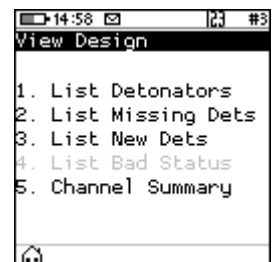 14:58 123 #3
View Design
1. List Detonators
2. List Missing Dets
3. List New Dets
4. List Bad Status
5. Channel Summary